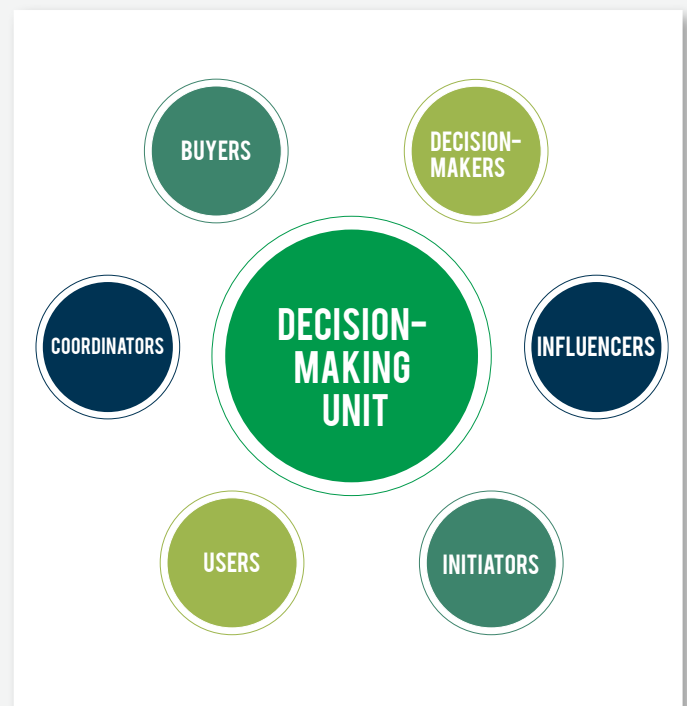 BUYERS
DECISION-
MAKERS
COORDINATORS
DECISION-
MAKING
UNIT
INFLUENCERS
USERS
INITIATORS